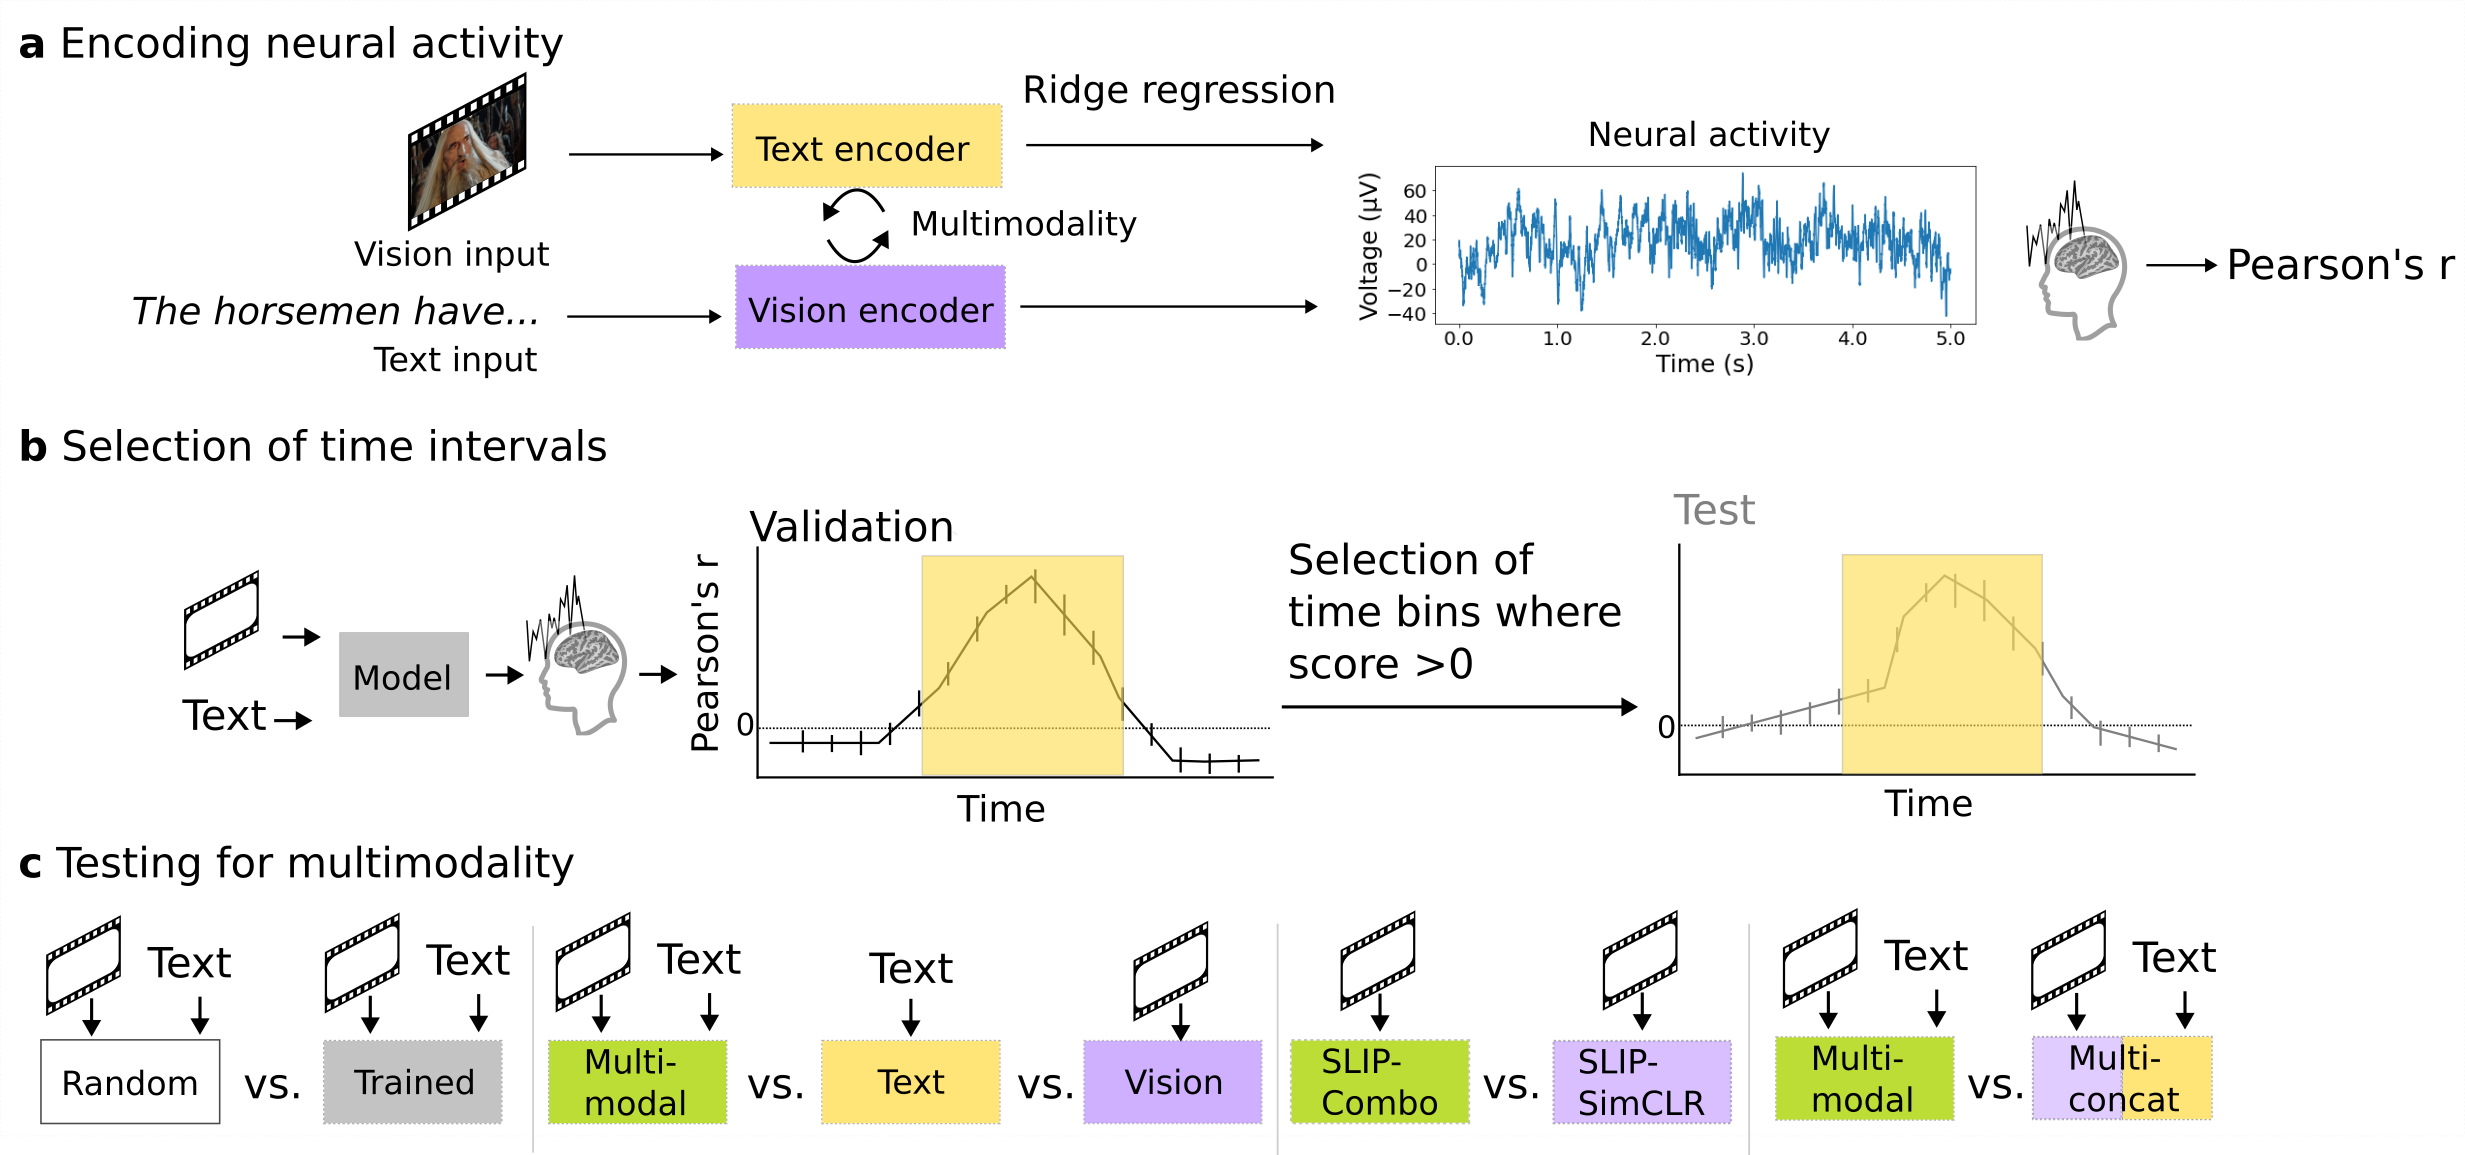 a Encoding neural activity
Ridge regression
Text encoder
Neural activity
Multimodality
Vision input
The horsemen have...
Vision encoder
Text input
Voltage (µV)
60
40
20
0
−20
−40
0.0 1.0 2.0 3.0 4.0 5.0
Time (s)
Pearson's r
b Selection of time intervals
Text
Model
Validation
Pearson's r
0
Time
Selection of
time bins where
score >0
Test
0
Time
c Testing for multimodality
Text
Random
vs.
Text
Trained
Text
Multi-
modal
vs.
Text
Text
vs.
Vision
SLIP-
Combo
vs.
SLIP-
SimCLR
Text
Multi-
modal
vs.
Text
Multi-
concat